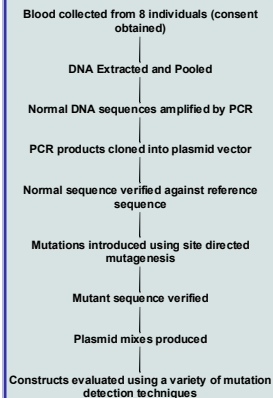 Blood collected from 8 individuals (consent
obtained)
DNA Extracted and Pooled
Normal DNA sequences amplified by PCR
PCR products cloned into plasmid vector
Normal sequence verified against reference
sequence
Mutations introduced using site directed
mutagenesis
Mutant sequence verified
Plasmid mixes produced
Constructs evaluated using a variety of mutation
detection techniques